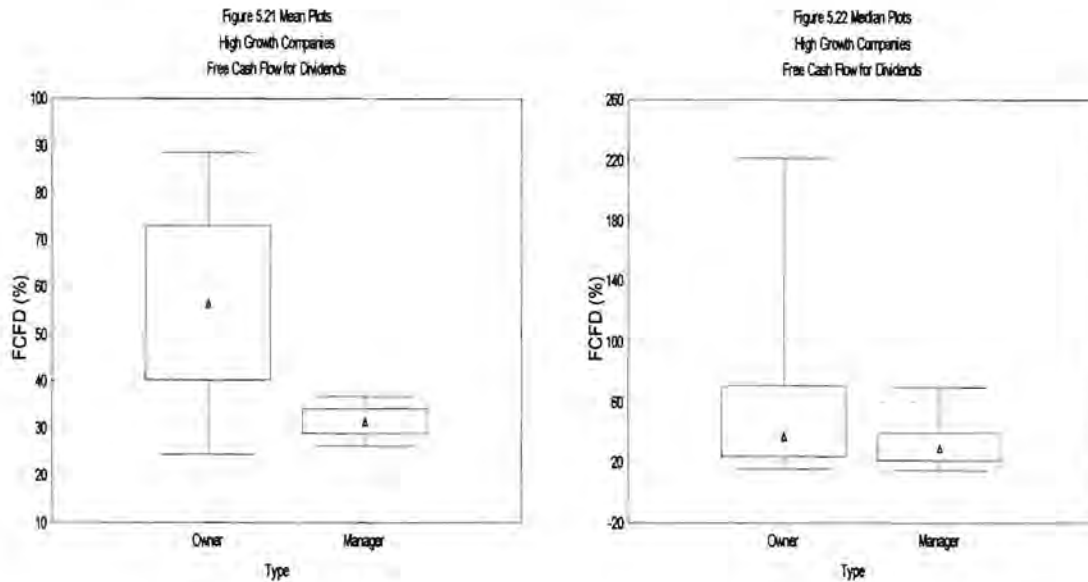 Figure 5.21 Mean Plots
High Growth Companies
Free Cash Flow for Dividends
100
90
80
70
60
50
40
30
20
10
FCFD (%)
Owner
Manager
Type
Figure 5.22 Median Plots
High Growth Companies
Free Cash Flow for Dividends
260
220
180
140
100
60
20
-20
FCFD (%)
Owner
Manager
Type